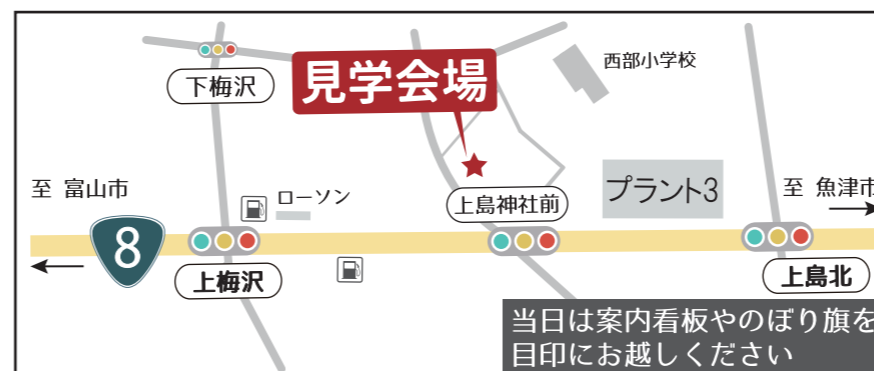 下梅沢
見学会場
西部小学校
至 富山市
ローソン
上島神社前
プラント3
至 魚津市
8
上梅沢
上島北
当日は案内看板やのぼり旗を
目印にお越しください